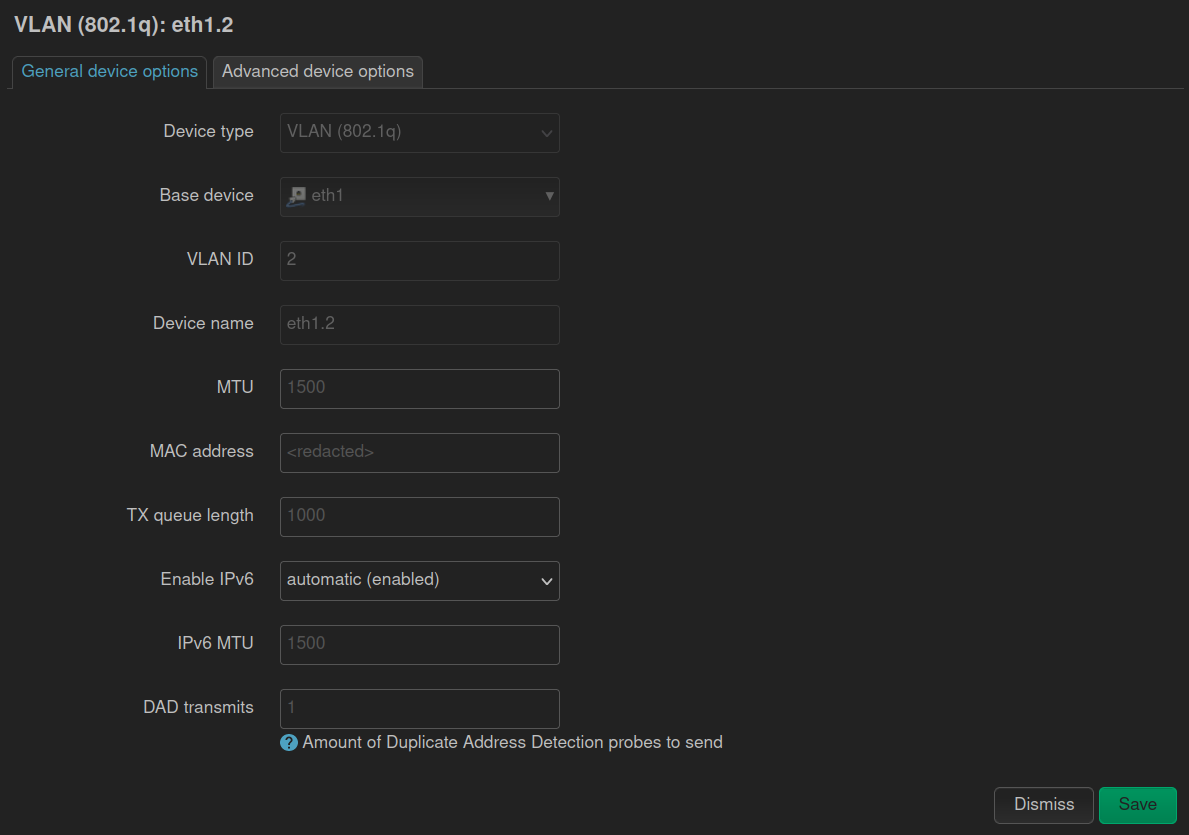 VLAN (802.1q): eth1.2
General device options Advanced device options
Device type VLAN (802.1q)
Base device eth1
VLAN ID 2
Device name eth1.2
MTU 1500
MAC address <redacted>
TX queue length 1000
Enable IPv6 automatic (enabled)
IPv6 MTU 1500
DAD transmits 1
? Amount of Duplicate Address Detection probes to send
Dismiss Save